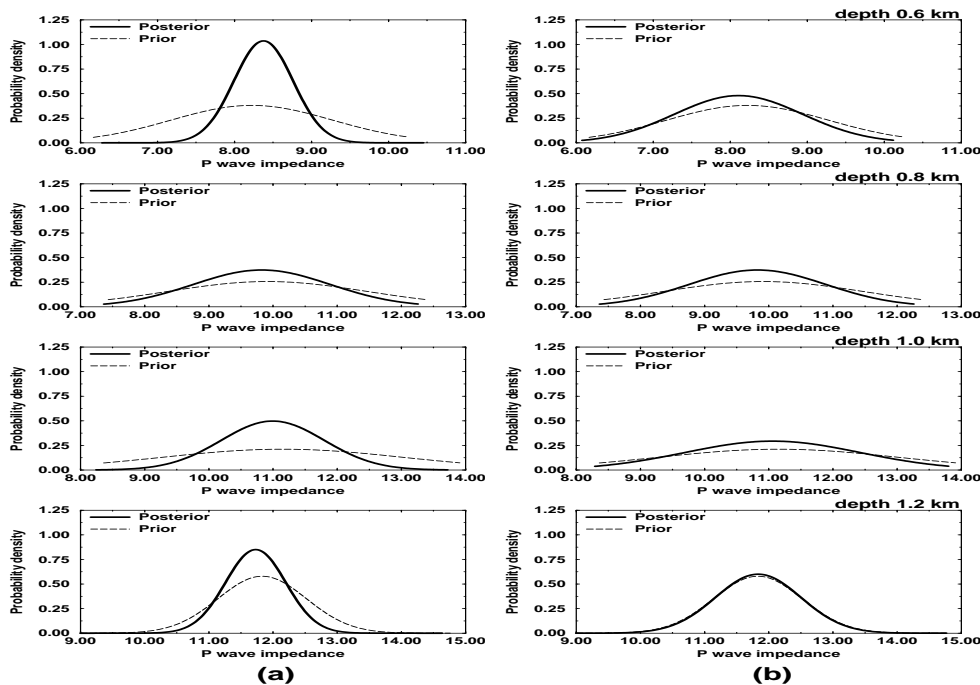 depth 0.6 km
Probability density
1.25
1.00
0.75
0.50
0.25
0.00
Posterior
Prior
6.00 7.00 8.00 9.00 10.00 11.00
P wave impedance
Probability density
1.25
1.00
0.75
0.50
0.25
0.00
Posterior
Prior
6.00 7.00 8.00 9.00 10.00 11.00
P wave impedance
depth 0.8 km
Probability density
1.25
1.00
0.75
0.50
0.25
0.00
Posterior
Prior
7.00 8.00 9.00 10.00 11.00 12.00 13.00
P wave impedance
Probability density
1.25
1.00
0.75
0.50
0.25
0.00
Posterior
Prior
7.00 8.00 9.00 10.00 11.00 12.00 13.00
P wave impedance
depth 1.0 km
Probability density
1.25
1.00
0.75
0.50
0.25
0.00
Posterior
Prior
8.00 9.00 10.00 11.00 12.00 13.00 14.00
P wave impedance
Probability density
1.25
1.00
0.75
0.50
0.25
0.00
Posterior
Prior
8.00 9.00 10.00 11.00 12.00 13.00 14.00
P wave impedance
depth 1.2 km
Probability density
1.25
1.00
0.75
0.50
0.25
0.00
Posterior
Prior
9.00 10.00 11.00 12.00 13.00 14.00 15.00
P wave impedance
(a)
Probability density
1.25
1.00
0.75
0.50
0.25
0.00
Posterior
Prior
9.00 10.00 11.00 12.00 13.00 14.00 15.00
P wave impedance
(b)